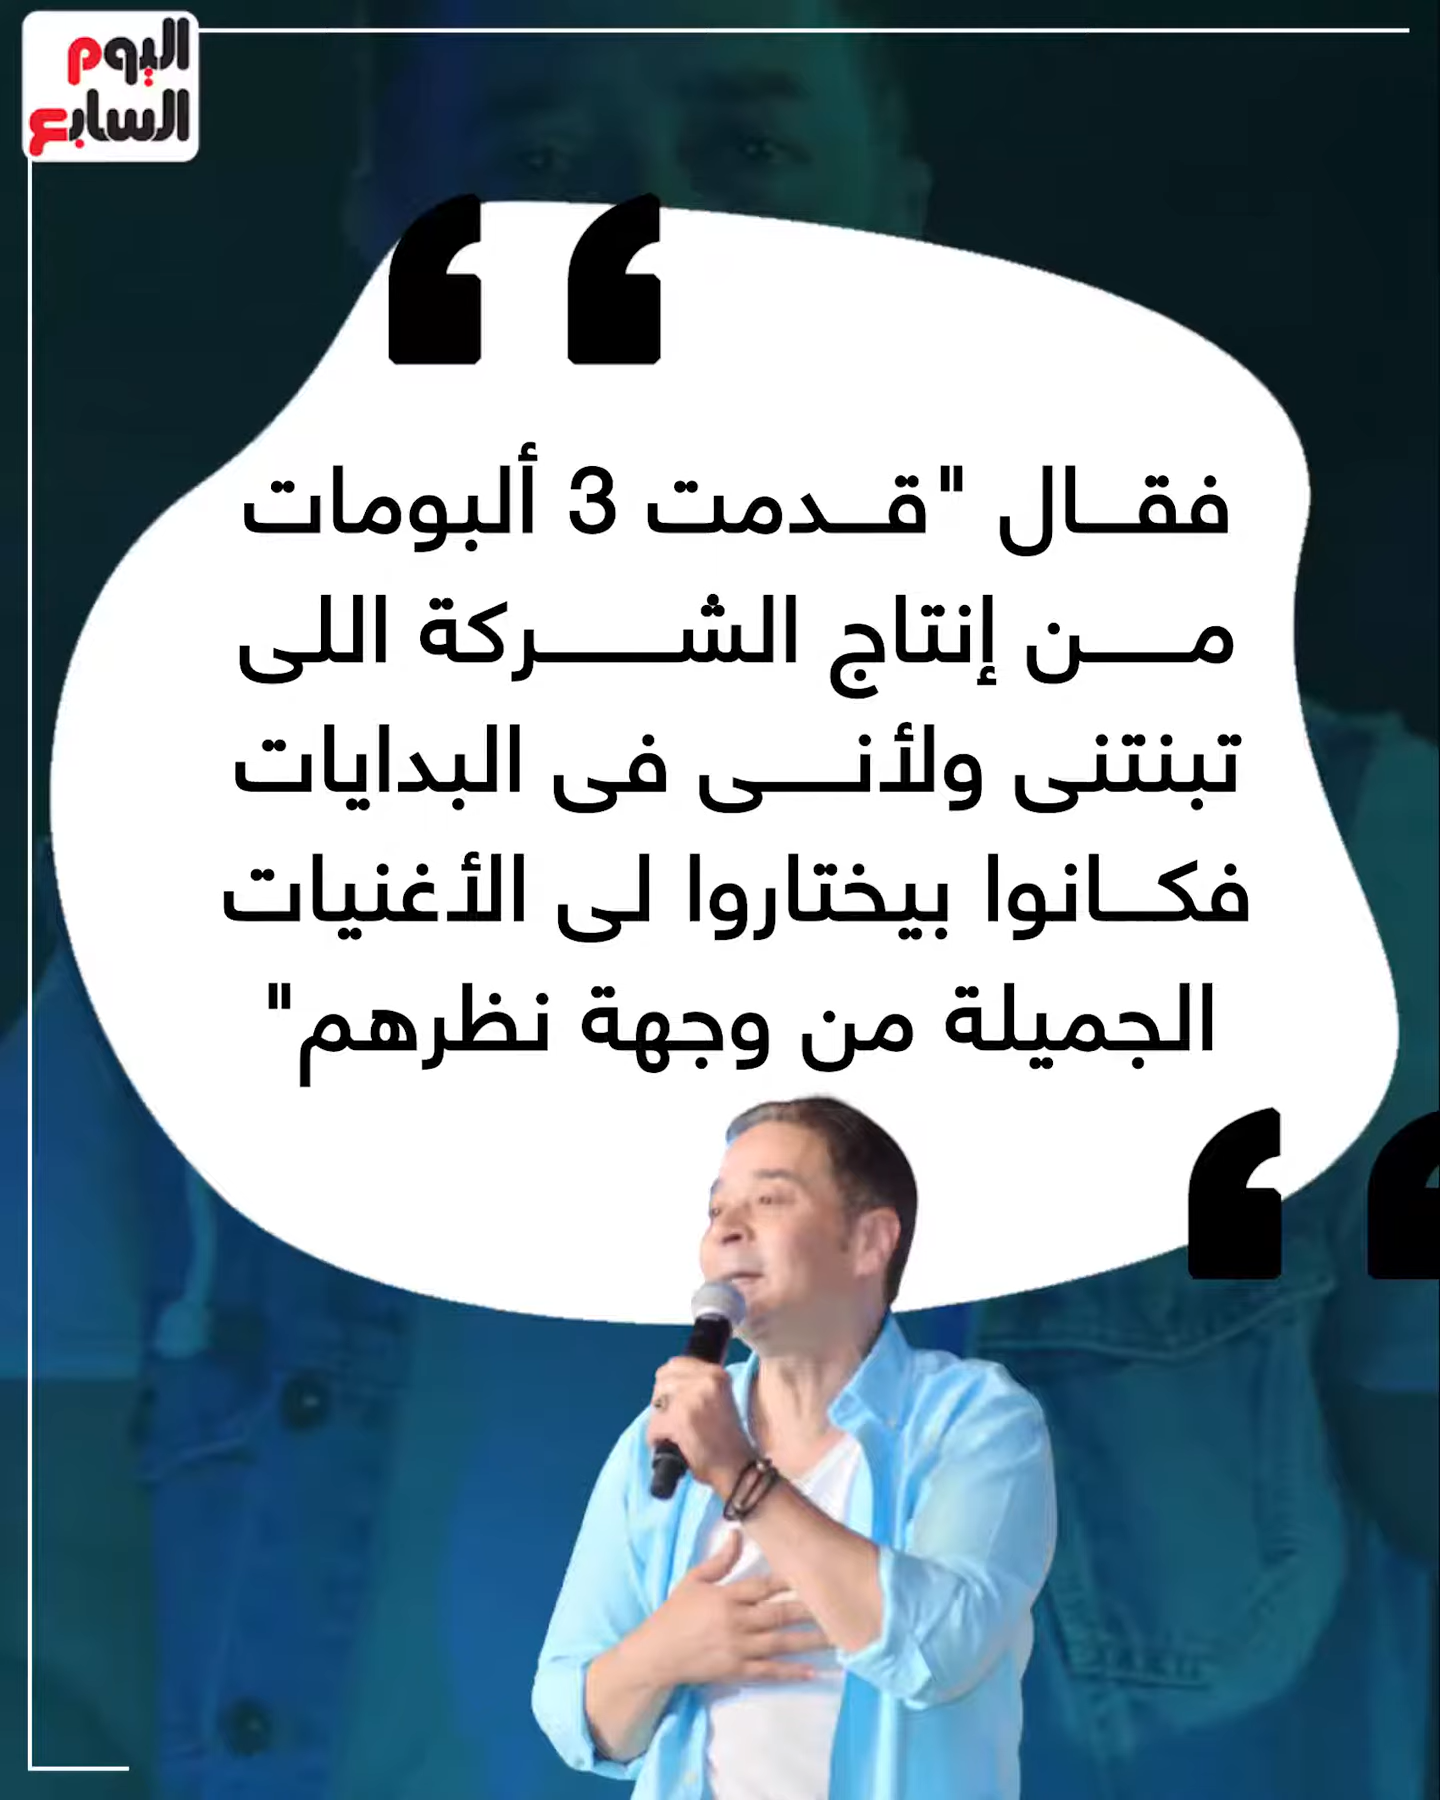 اليوم
السابع
فقال "قدمت 3 ألبومات
من إنتاج الشركة اللى
تبنتنى ولأنى فى البدايات
فكانوا بيختاروا لى الأغنيات
الجميلة من وجهة نظرهم"